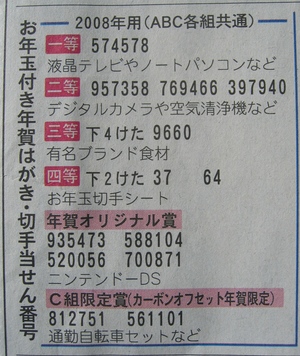 お年玉付き年賀はがき・切手当せん番号
2008年用(ABC各組共通)
一等 574578
液晶テレビやノートパソコンなど
二等 957358 769466 397940
デジタルカメラや空気清浄機など
三等 下4けた 9660
有名ブランド食材
四等 下2けた 37 64
お年玉切手シート
年賀オリジナル賞
935473 588104
520056 700871
ニンテンドーDS
C組限定賞(カーボンオフセット年賀限定)
812751 561101
通勤自転車セットなど